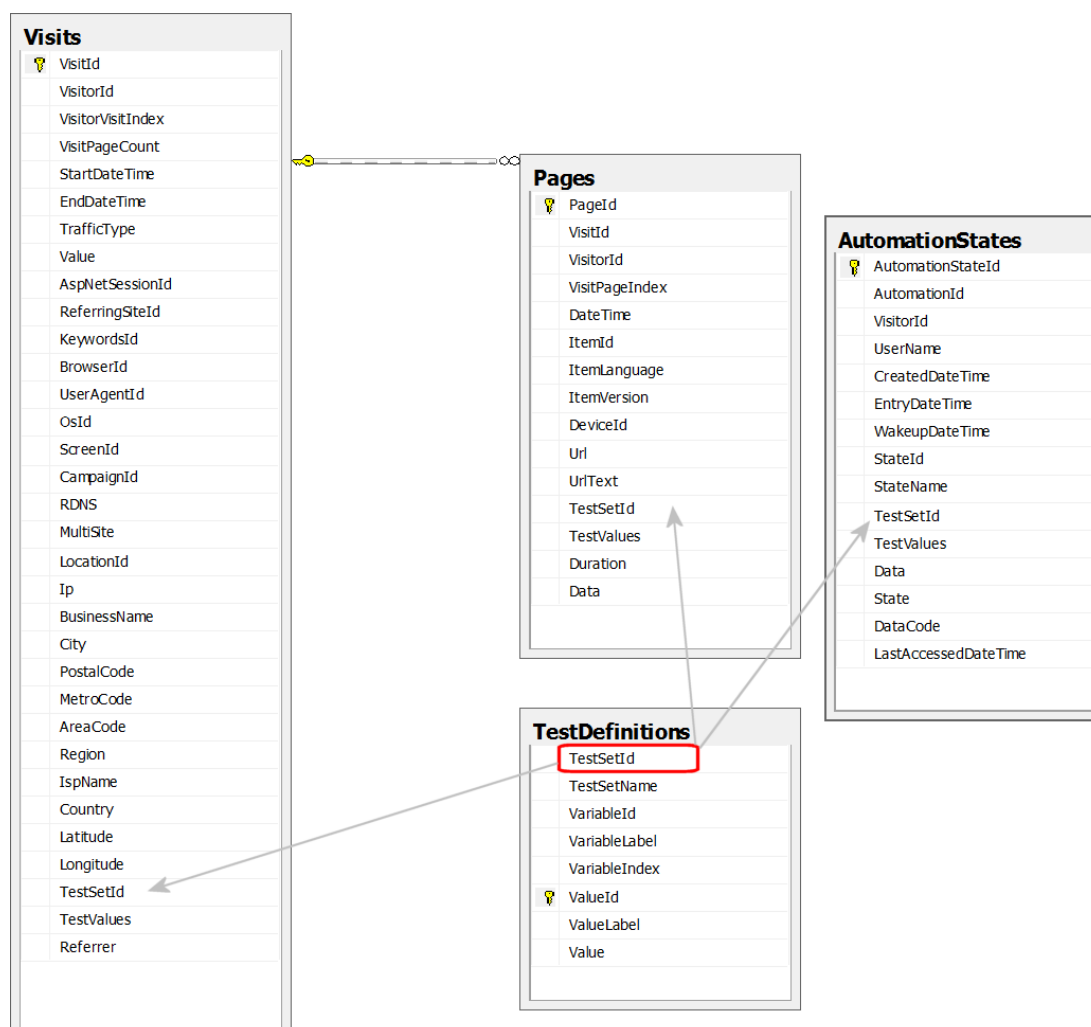 Visits
VisitId
VisitorId
VisitorVisitIndex
VisitPageCount
StartDateTime
EndDateTime
TrafficType
Value
AspNetSessionId
ReferringSiteId
KeywordsId
BrowserId
UserAgentId
OsId
ScreenId
CampaignId
RDNS
MultiSite
LocationId
Ip
BusinessName
City
PostalCode
MetroCode
AreaCode
Region
IspName
Country
Latitude
Longitude
TestSetId
TestValues
Referrer
Pages
PageId
VisitId
VisitorId
VisitPageIndex
DateTime
ItemId
ItemLanguage
ItemVersion
DeviceId
Url
UrlText
TestSetId
TestValues
Duration
Data
TestDefinitions
TestSetId
TestSetName
VariableId
VariableLabel
VariableIndex
ValueId
ValueLabel
Value
AutomationStates
AutomationStateId
AutomationId
VisitorId
UserName
CreatedDateTime
EntryDateTime
WakeupDateTime
StateId
StateName
TestSetId
TestValues
Data
State
DataCode
LastAccessedDateTime